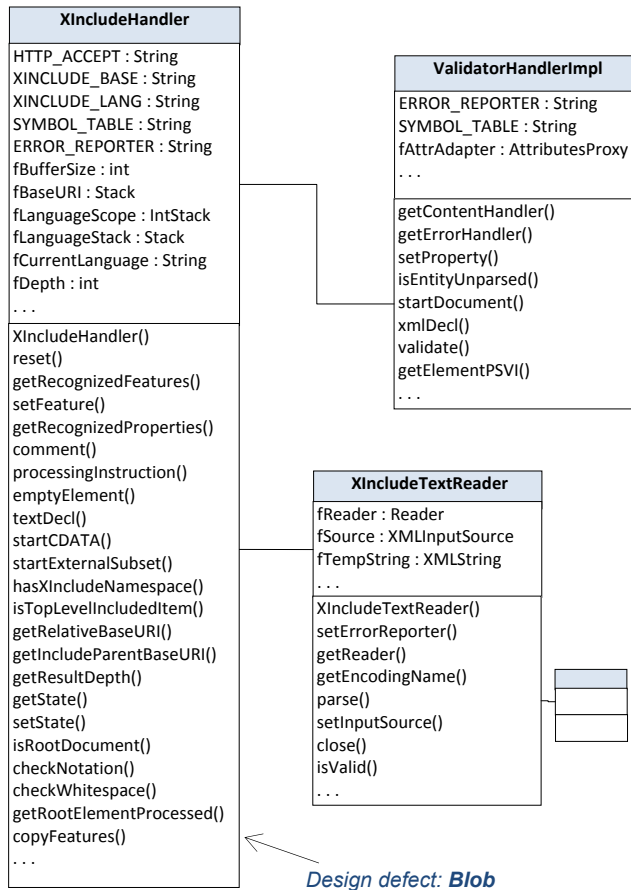 XIncludeHandler
HTTP_ACCEPT : String
XINCLUDE_BASE : String
XINCLUDE_LANG : String
SYMBOL_TABLE : String
ERROR_REPORTER : String
fBufferSize : int
fBaseURI : Stack
fLanguageScope : IntStack
fLanguageStack : Stack
fCurrentLanguage : String
fDepth : int
. . .
XIncludeHandler()
reset()
getRecognizedFeatures()
setFeature()
getRecognizedProperties()
comment()
processingInstruction()
emptyElement()
textDecl()
startCDATA()
startExternalSubset()
hasXIncludeNamespace()
isTopLevelIncludedItem()
getRelativeBaseURI()
getIncludeParentBaseURI()
getResultDepth()
getState()
setState()
isRootDocument()
checkNotation()
checkWhitespace()
getRootElementProcessed()
copyFeatures()
. . .
ValidatorHandlerImpl
ERROR_REPORTER : String
SYMBOL_TABLE : String
fAttrAdapter : AttributesProxy
. . .
getContentHandler()
getErrorHandler()
setProperty()
isEntityUnparsed()
startDocument()
xmlDecl()
validate()
getElementPSVI()
. . .
XIncludeTextReader
fReader : Reader
fSource : XMLInputSource
fTempString : XMLString
. . .
XIncludeTextReader()
setErrorReporter()
getReader()
getEncodingName()
parse()
setInputSource()
close()
isValid()
. . .
Design defect: Blob